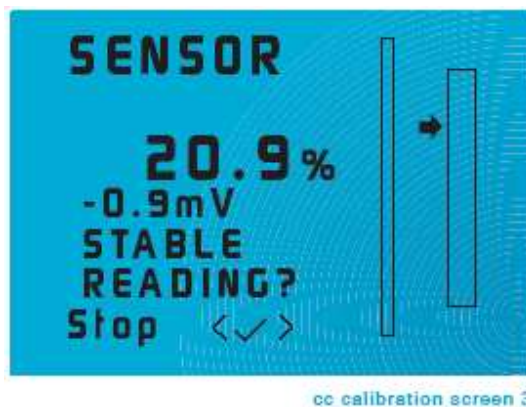 SENSOR
20.9%
-0.9mV
STABLE
READING?
Stop <✓>
cc calibration screen 3